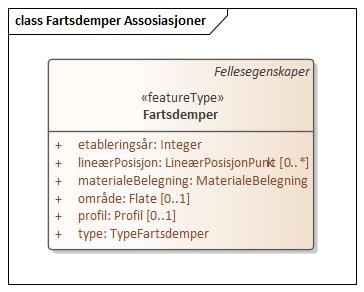 class Fartsdemper Assosiasjoner
Fellesegenskaper
«featureType»
Fartsdemper
+ etableringsår: Integer
+ lineærPosisjon: LineærPosisjonPunkt [0..*]
+ materialeBelegning: MaterialeBelegning
+ område: Flate [0..1]
+ profil: Profil [0..1]
+ type: TypeFartsdemper